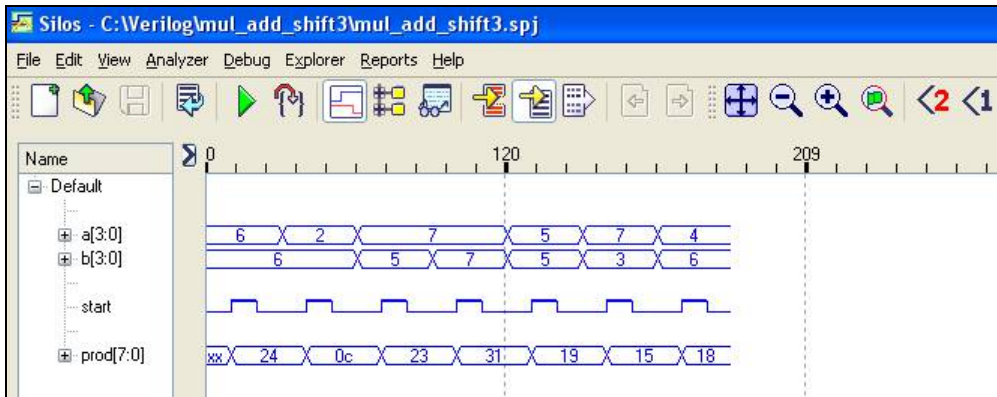 Silos - C:\Verilog\mul_add_shift3\mul_add_shift3.spj
File Edit View Analyzer Debug Explorer Reports Help
2 1
Name 0 120 209
Default
a[3:0] 6 2 7 5 7 4
b[3:0] 6 5 7 5 3 6
start
prod[7:0] xx 24 0c 23 31 19 15 18